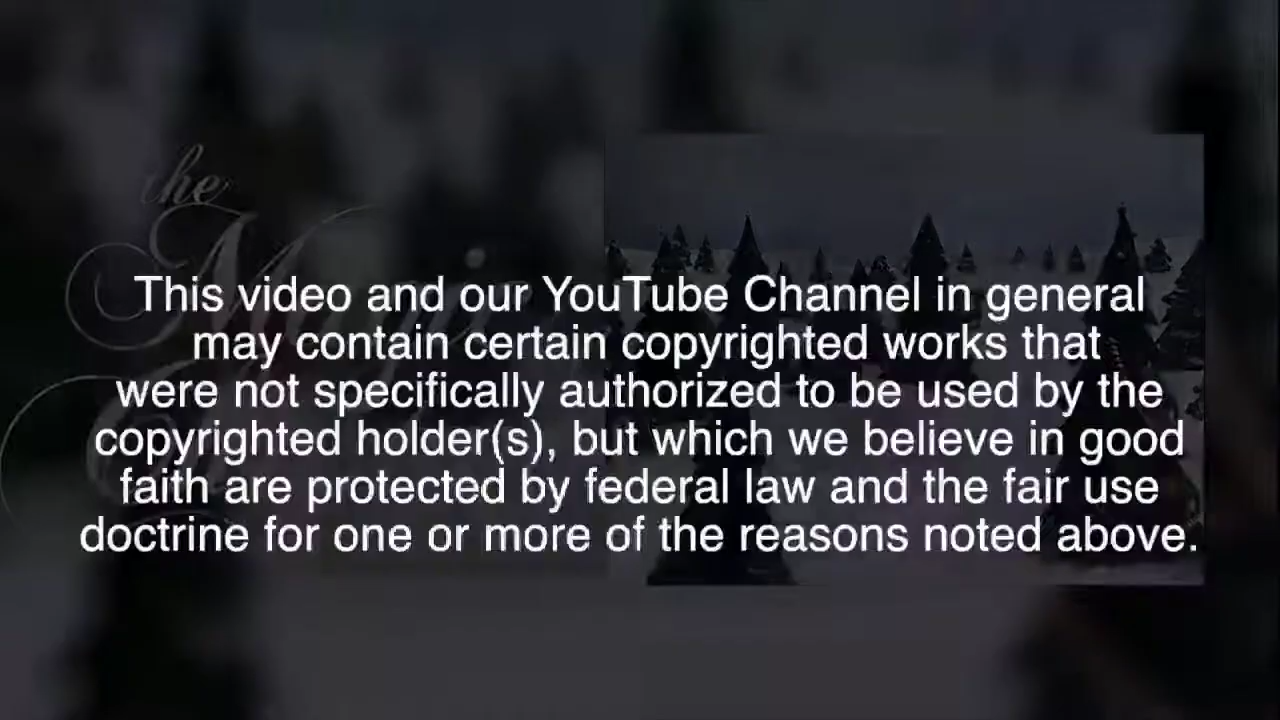 the
This video and our YouTube Channel in general
may contain certain copyrighted works that
were not specifically authorized to be used by the
copyrighted holder(s), but which we believe in good
faith are protected by federal law and the fair use
doctrine for one or more of the reasons noted above.